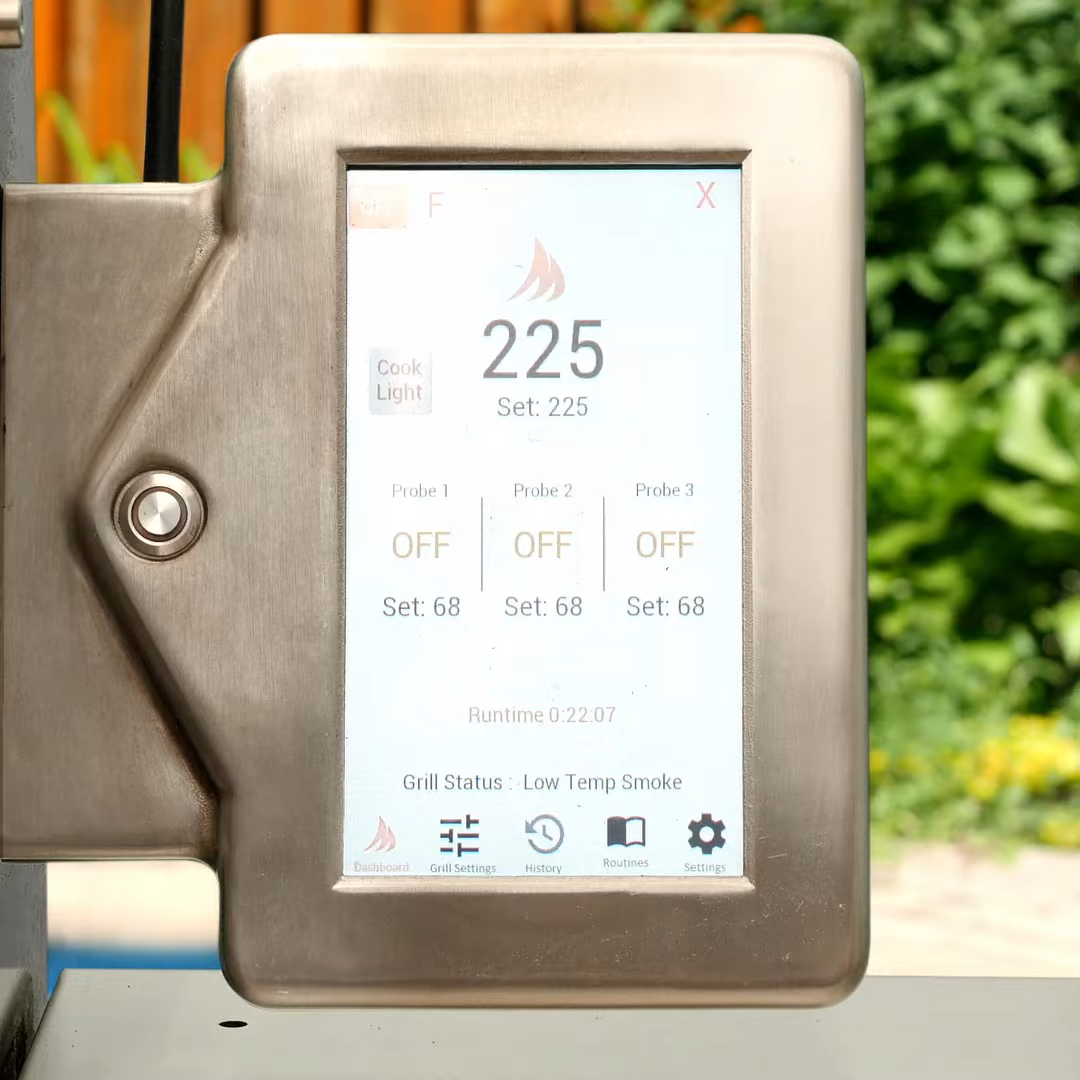 F
X
225
Cook
Light
Set: 225
Probe 1
Probe 2
Probe 3
OFF
OFF
OFF
Set: 68
Set: 68
Set: 68
Runtime 0:22:07
Grill Status : Low Temp Smoke
Dashboard
Grill Settings
History
Routines
Settings